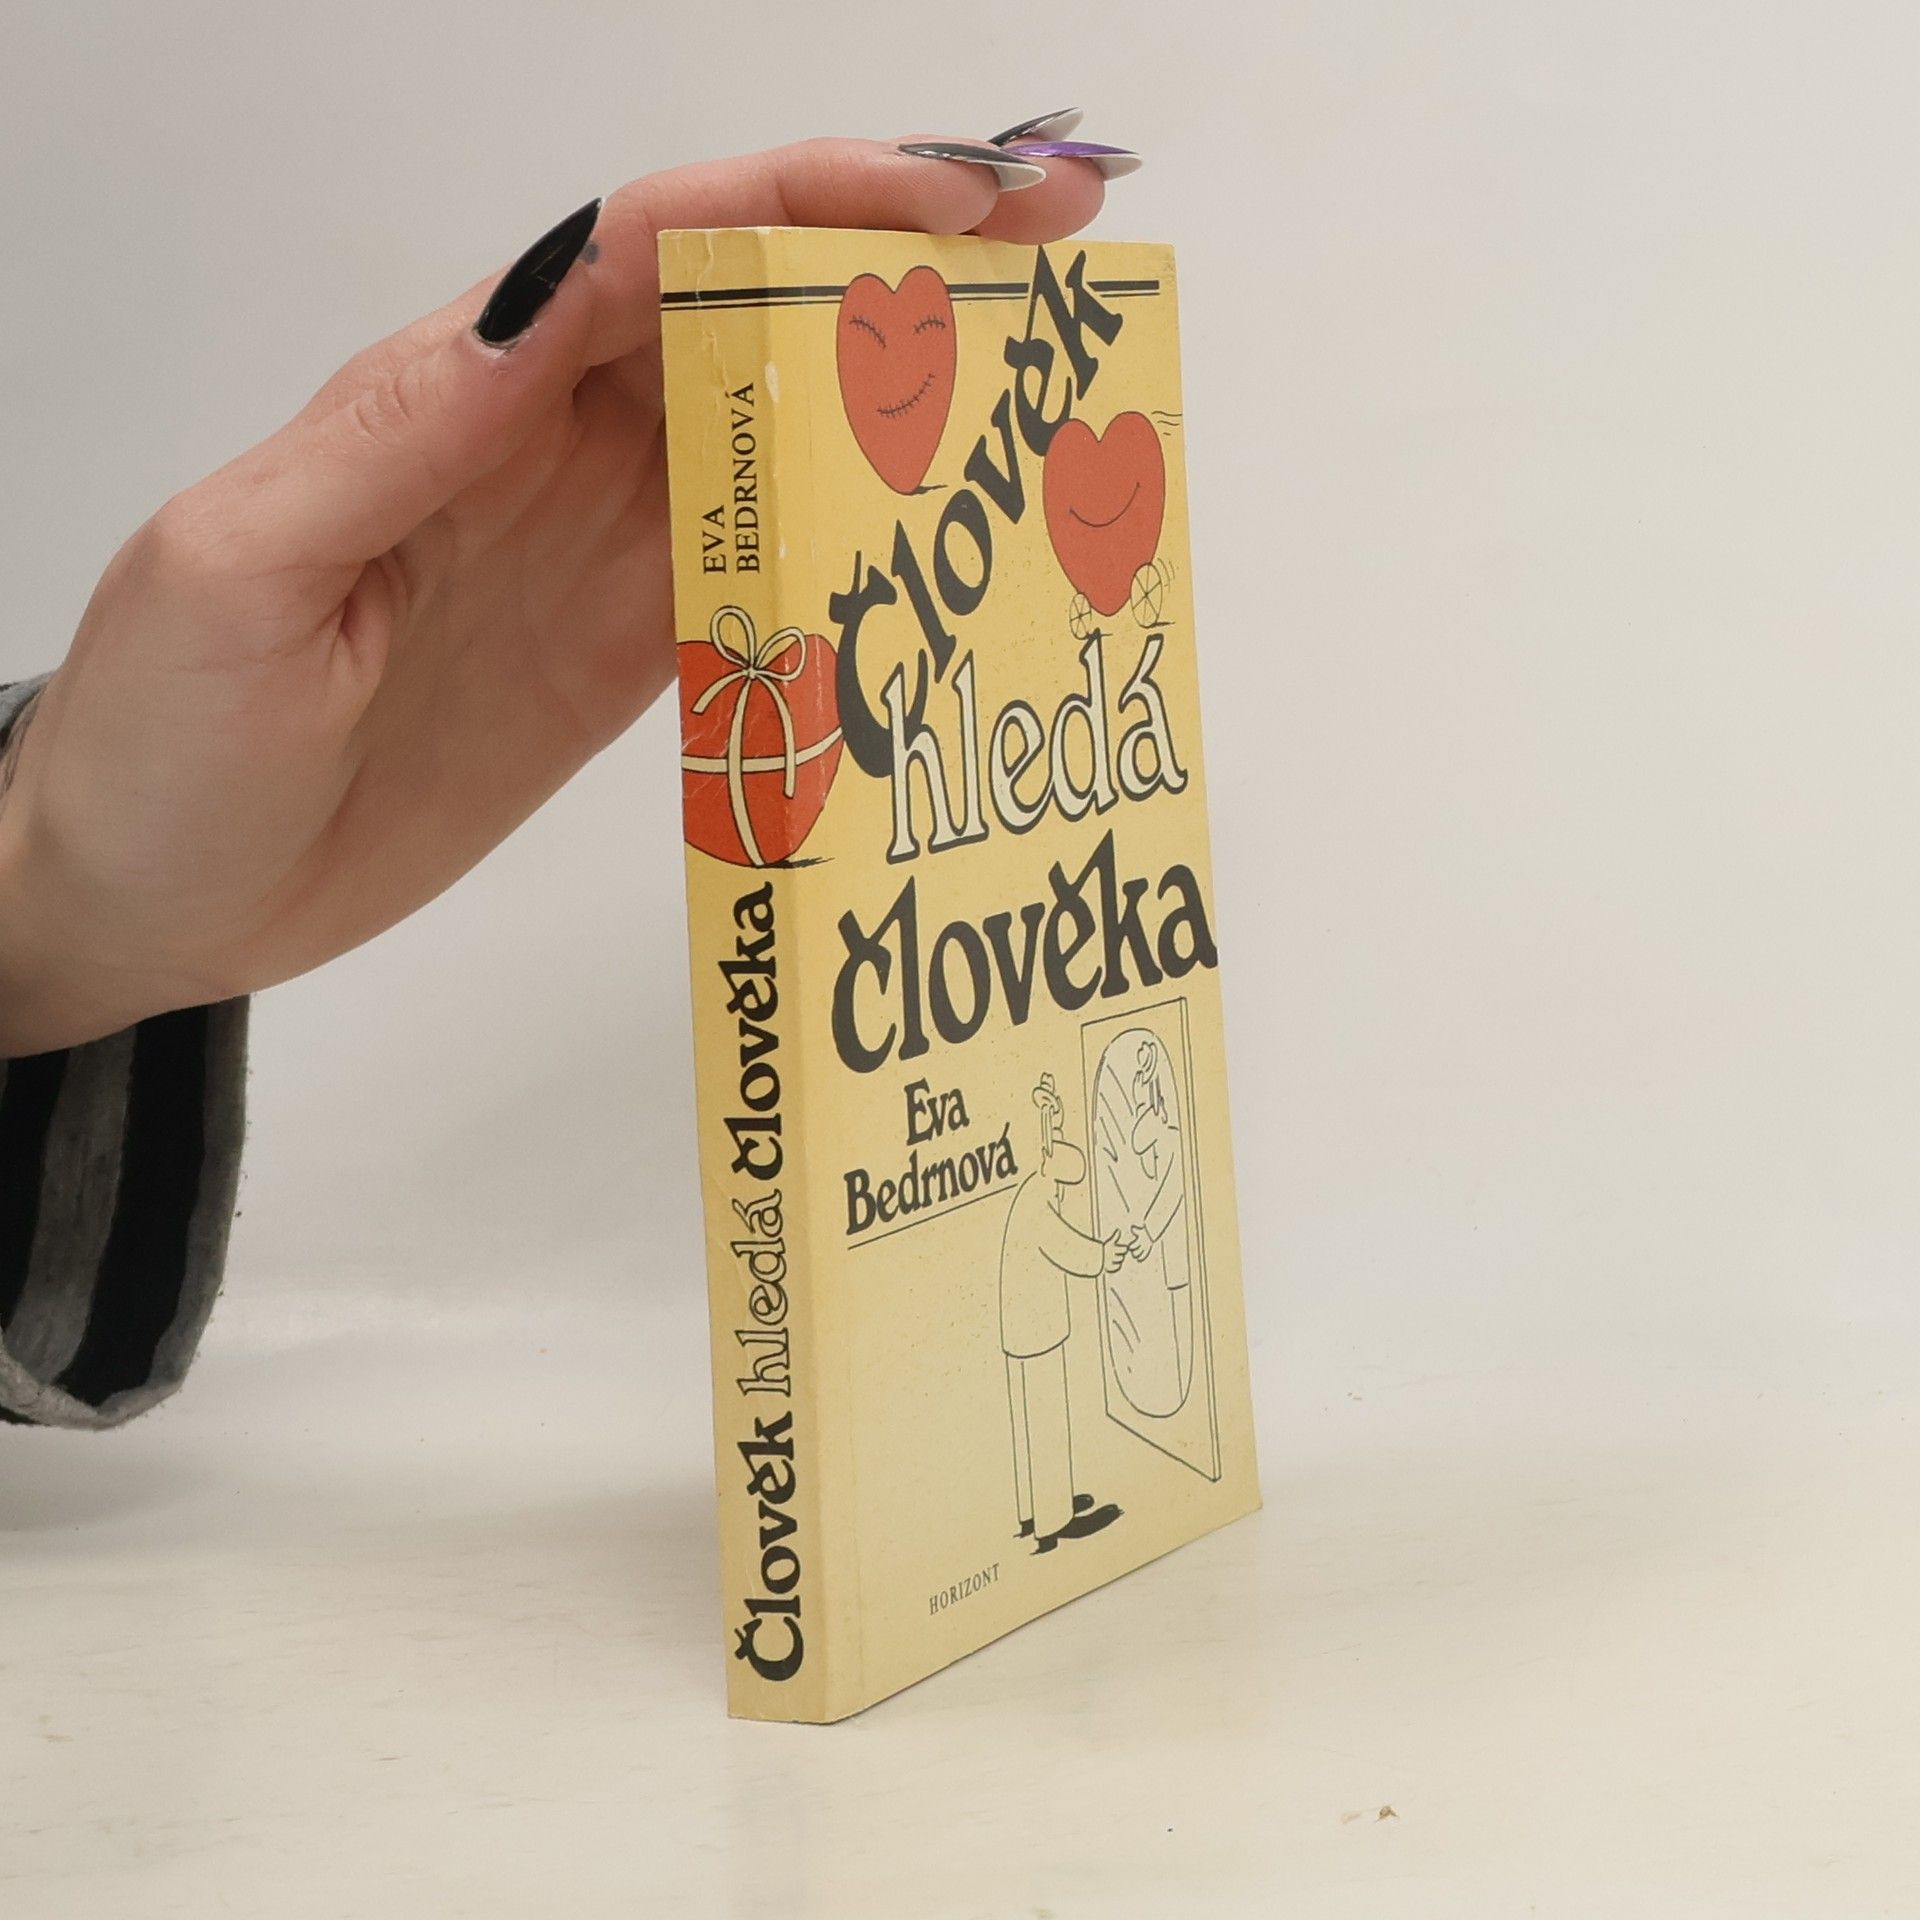 EVA
BEDRNOVÁ
Člověk hledá člověka
Člověk
hledá
člověka
Eva
Bedrnová
HORIZONT